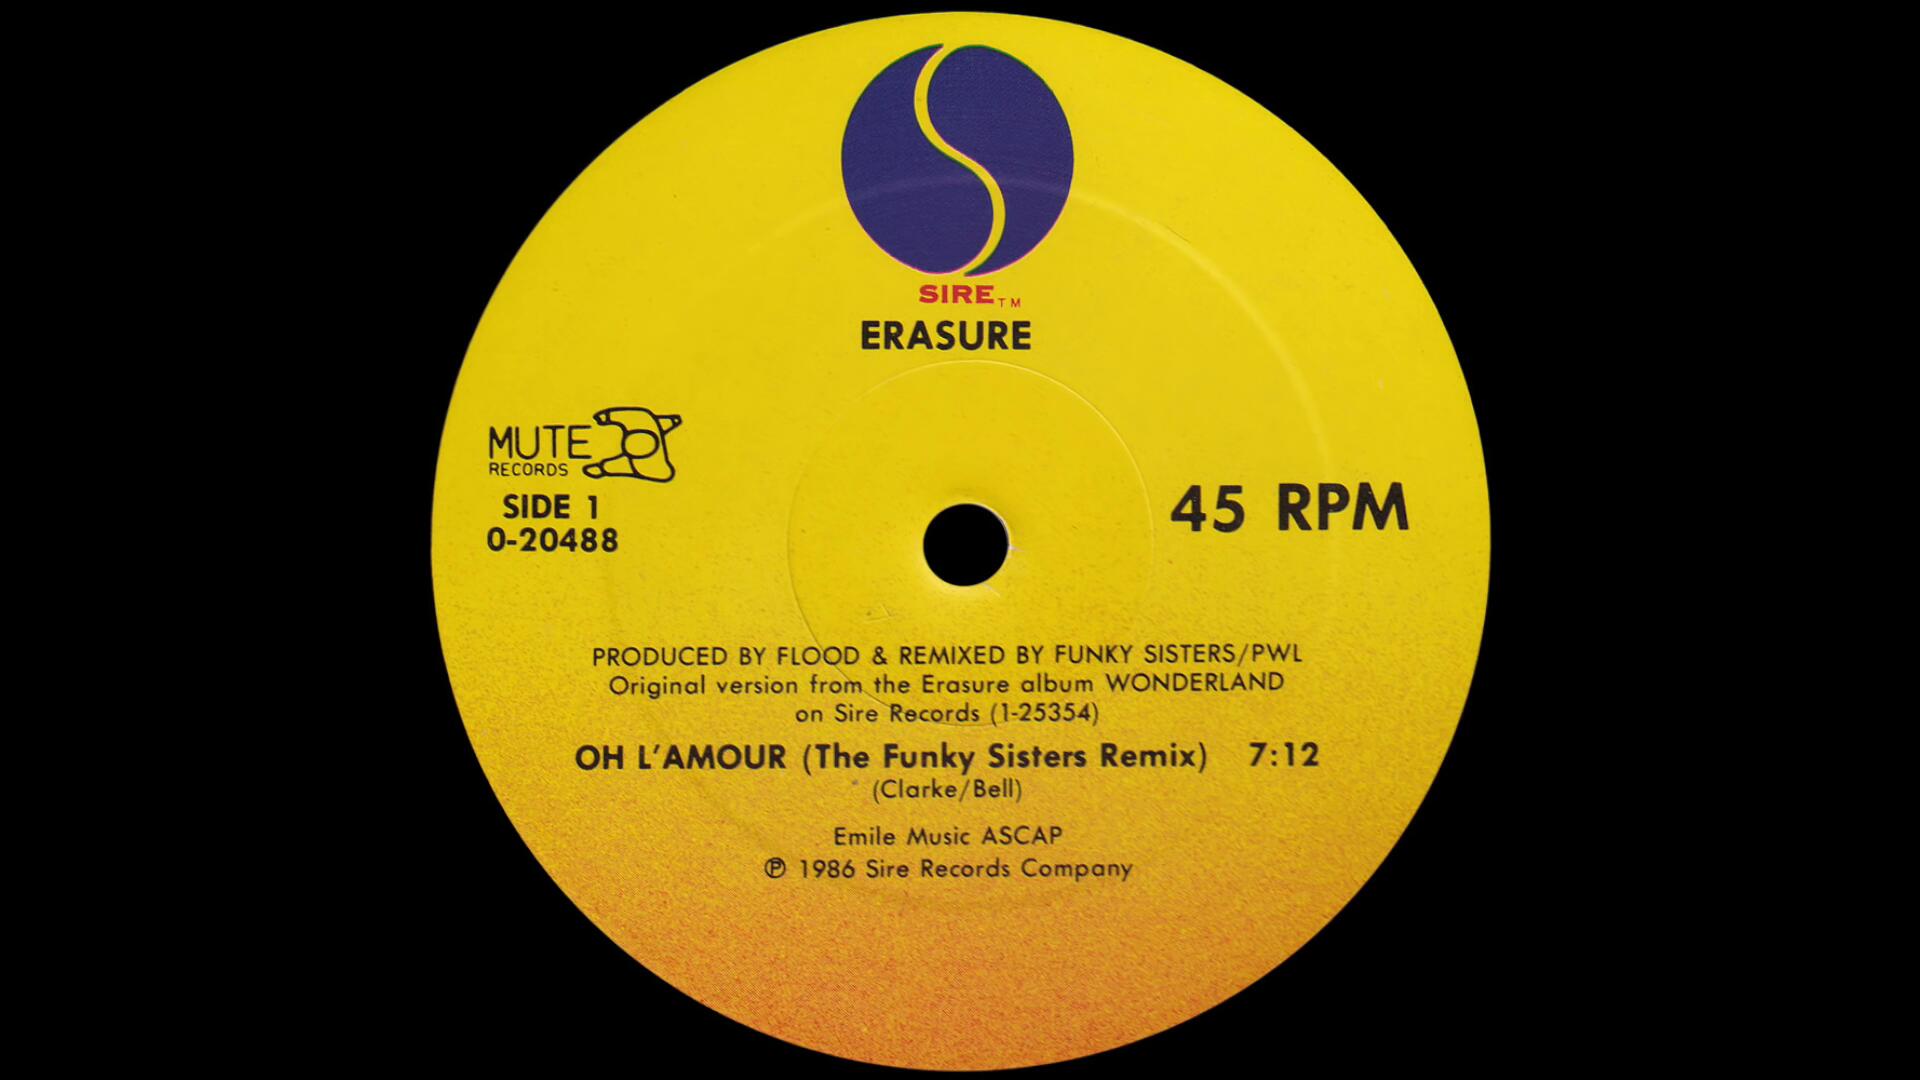 SIRE™
ERASURE
MUTE
RECORDS
SIDE 1
0-20488
45 RPM
PRODUCED BY FLOOD & REMIXED BY FUNKY SISTERS/PWL
Original version from the Erasure album WONDERLAND
on Sire Records (1-25354)
OH L'AMOUR (The Funky Sisters Remix) 7:12
(Clarke/Bell)
Emile Music ASCAP
℗ 1986 Sire Records Company